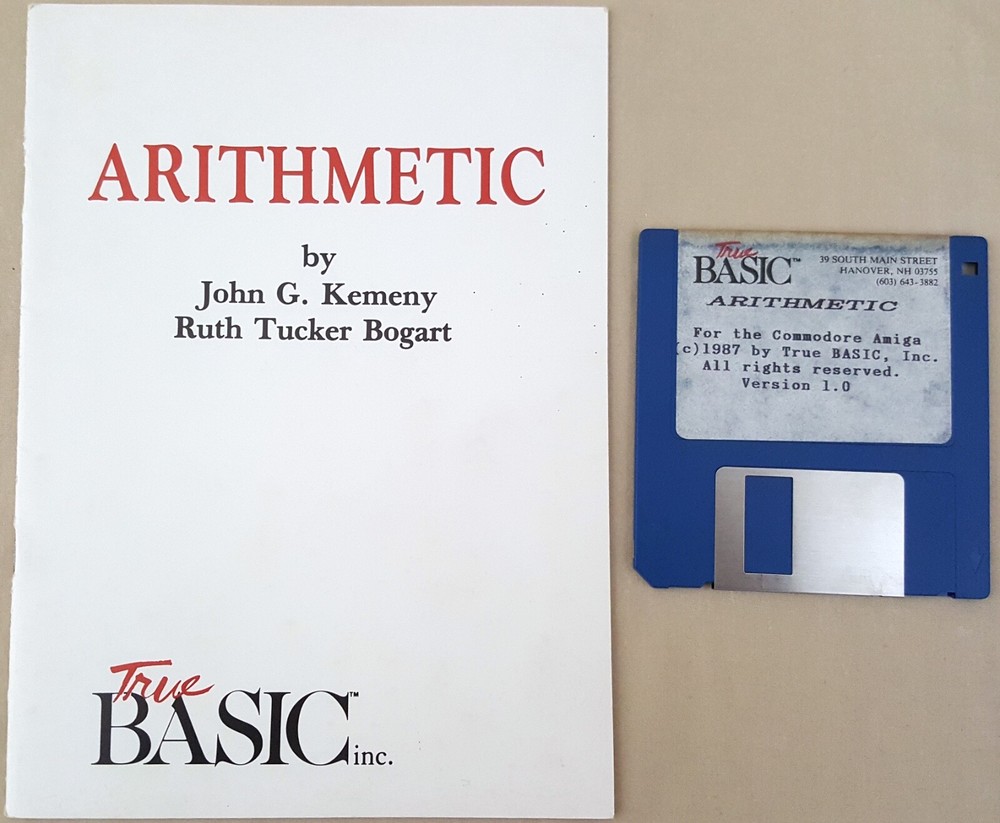 ARITHMETIC
by
John G. Kemeny
Ruth Tucker Bogart
True
BASIC™
inc.
True
BASIC™
39 SOUTH MAIN STREET
HANOVER, NH 03755
(603) 643-3882
ARITHMETIC
For the Commodore Amiga
(c)1987 by True BASIC, Inc.
All rights reserved.
Version 1.0